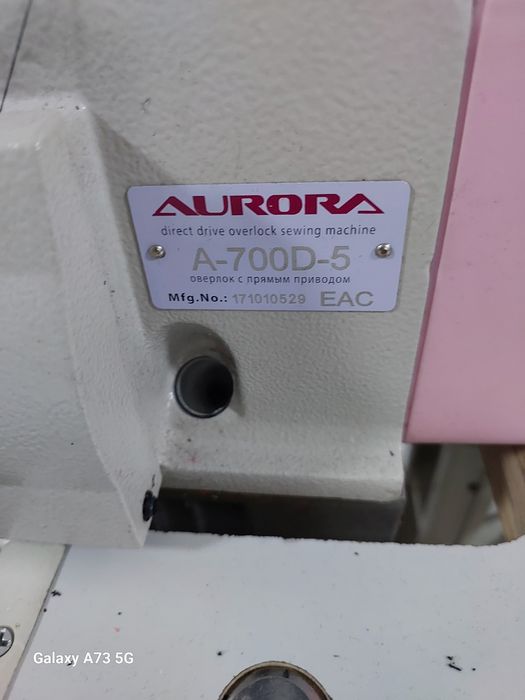 AURORA
direct drive overlock sewing machine
A-700D-5
оверлок с прямым приводом
Mfg.No.: 171010529 EAC
Galaxy A73 5G